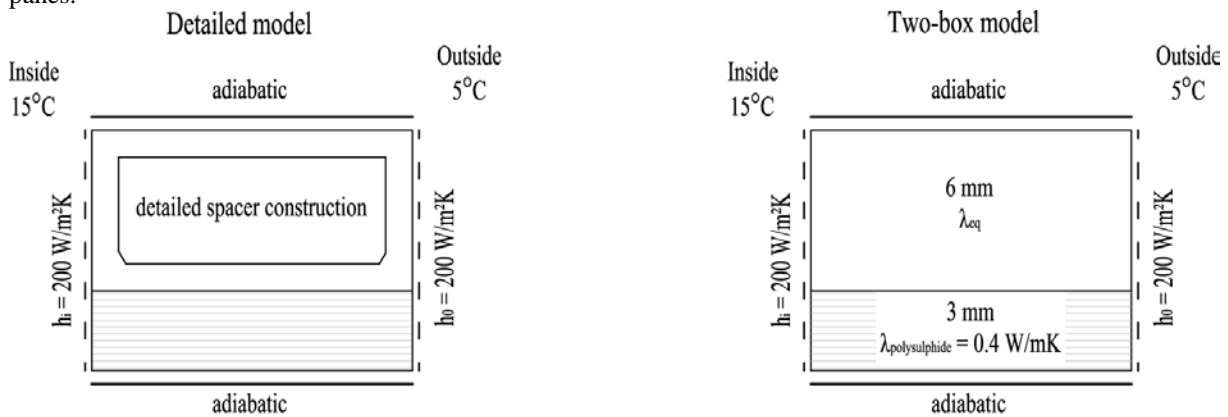 panes.
Detailed model
Inside
15°C
adiabatic
Outside
5°C
hᵢ = 200 W/m²K
detailed spacer construction
h₀ = 200 W/m²K
adiabatic
Two-box model
Inside
15°C
adiabatic
Outside
5°C
hᵢ = 200 W/m²K
6 mm
λeq
3 mm
λpolysulphide = 0.4 W/mK
h₀ = 200 W/m²K
adiabatic